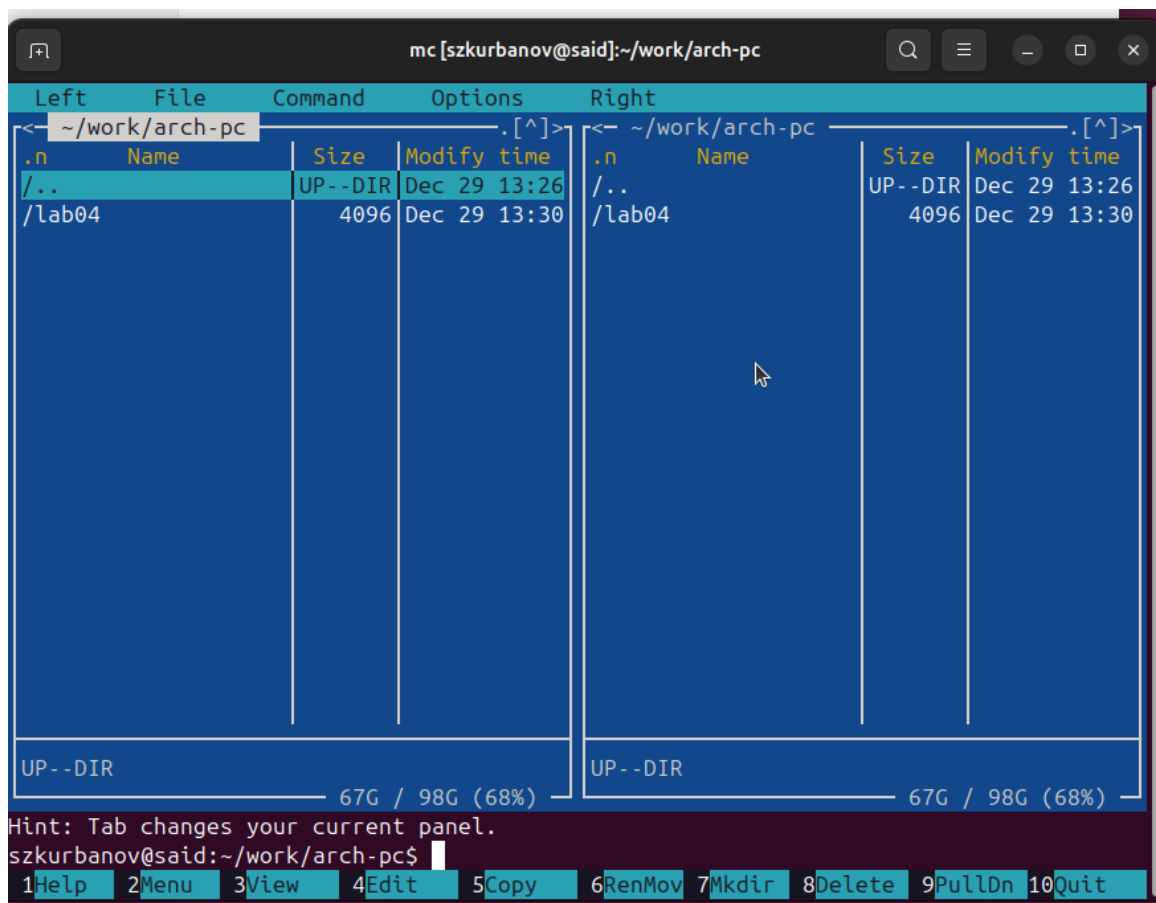 mc [szkurbanov@said]:~/work/arch-pc
Left File Command Options Right
<- ~/work/arch-pc .[^]> <- ~/work/arch-pc .[^]>
.n Name Size Modify time .n Name Size Modify time
/.. UP--DIR Dec 29 13:26 /.. UP--DIR Dec 29 13:26
/lab04 4096 Dec 29 13:30 /lab04 4096 Dec 29 13:30
UP--DIR UP--DIR
67G / 98G (68%) 67G / 98G (68%)
Hint: Tab changes your current panel.
szkurbanov@said:~/work/arch-pc$
1Help 2Menu 3View 4Edit 5Copy 6RenMov 7Mkdir 8Delete 9PullDn 10Quit